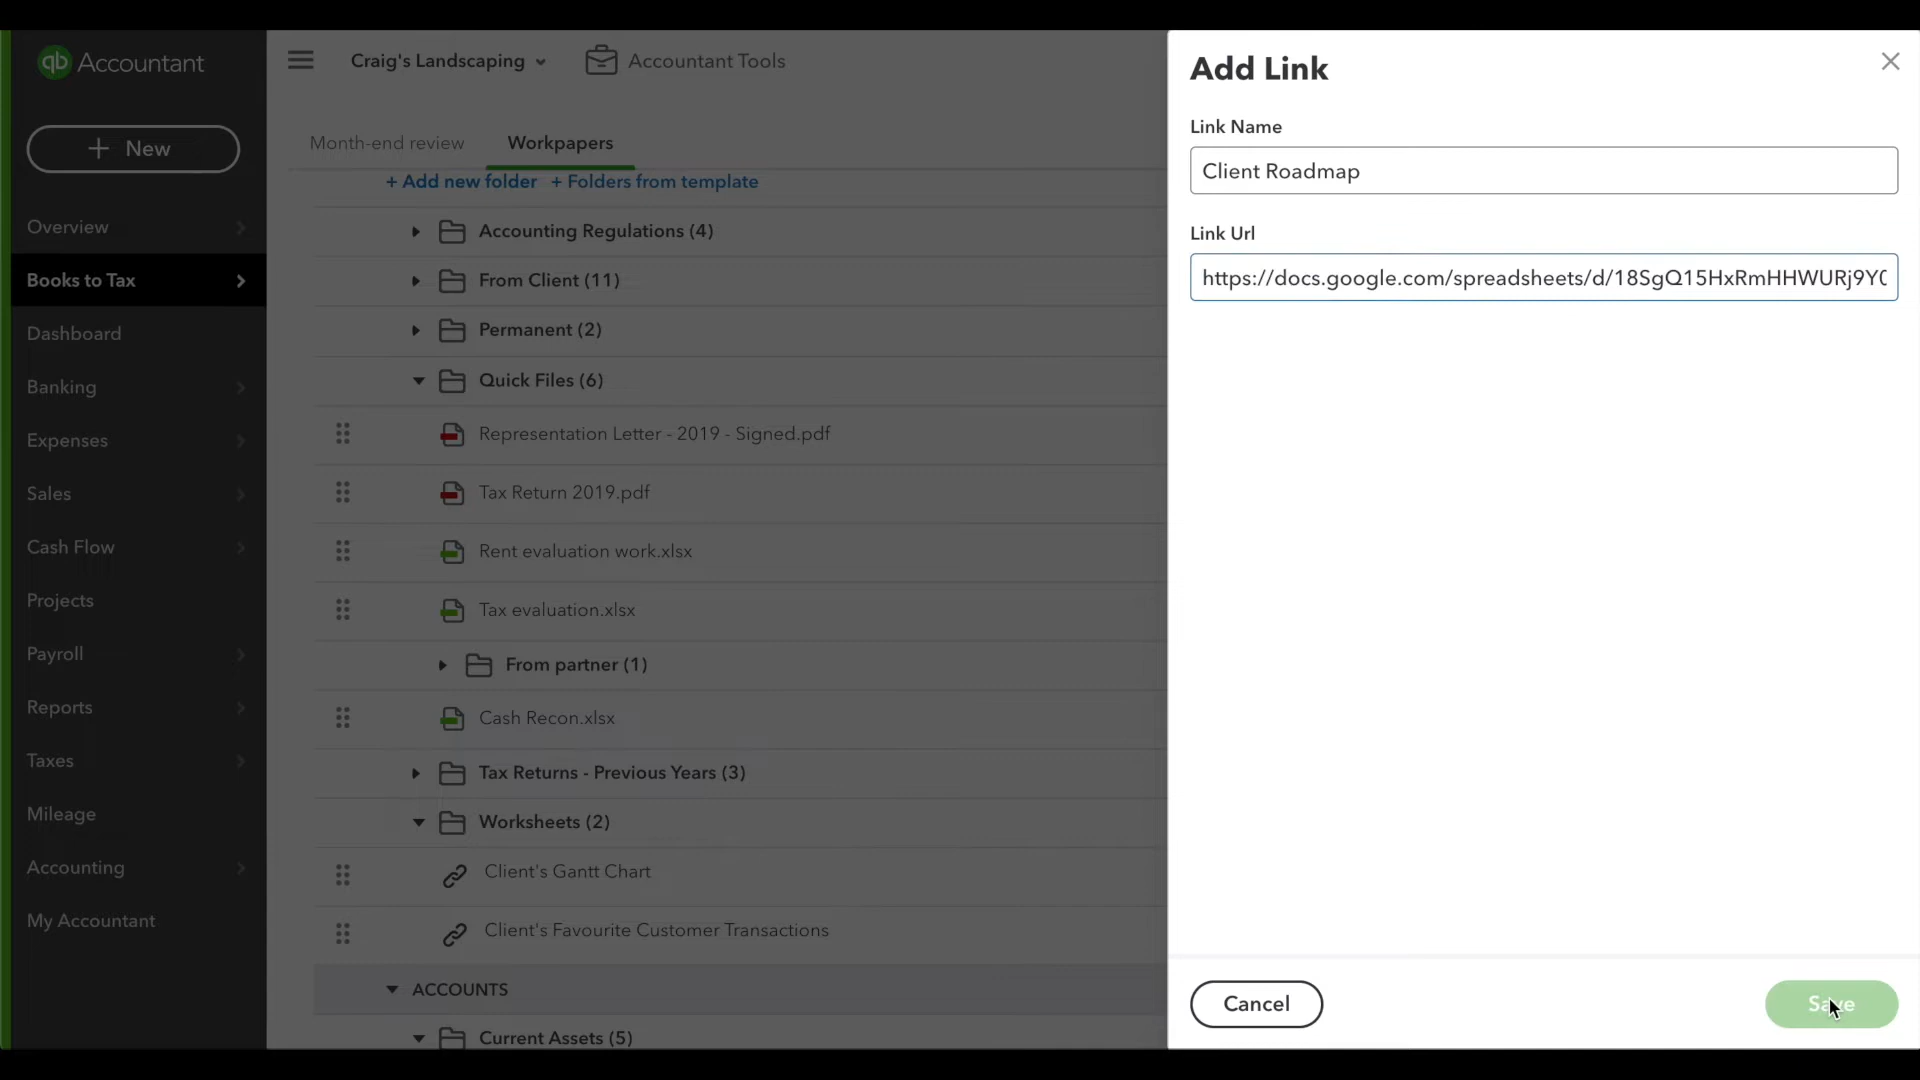 qb Accountant
+ New
Overview
Books to Tax
Dashboard
Banking
Expenses
Sales
Cash Flow
Projects
Payroll
Reports
Taxes
Mileage
Accounting
My Accountant
Craig's Landscaping
Accountant Tools
Month-end review
Workpapers
+ Add new folder + Folders from template
Accounting Regulations (4)
From Client (11)
Permanent (2)
Quick Files (6)
Representation Letter - 2019 - Signed.pdf
Tax Return 2019.pdf
Rent evaluation work.xlsx
Tax evaluation.xlsx
From partner (1)
Cash Recon.xlsx
Tax Returns - Previous Years (3)
Worksheets (2)
Client's Gantt Chart
Client's Favourite Customer Transactions
ACCOUNTS
Current Assets (5)
Add Link
Link Name
Client Roadmap
Link Url
https://docs.google.com/spreadsheets/d/18SgQ15HxRmHHWURj9Y
Cancel
Save